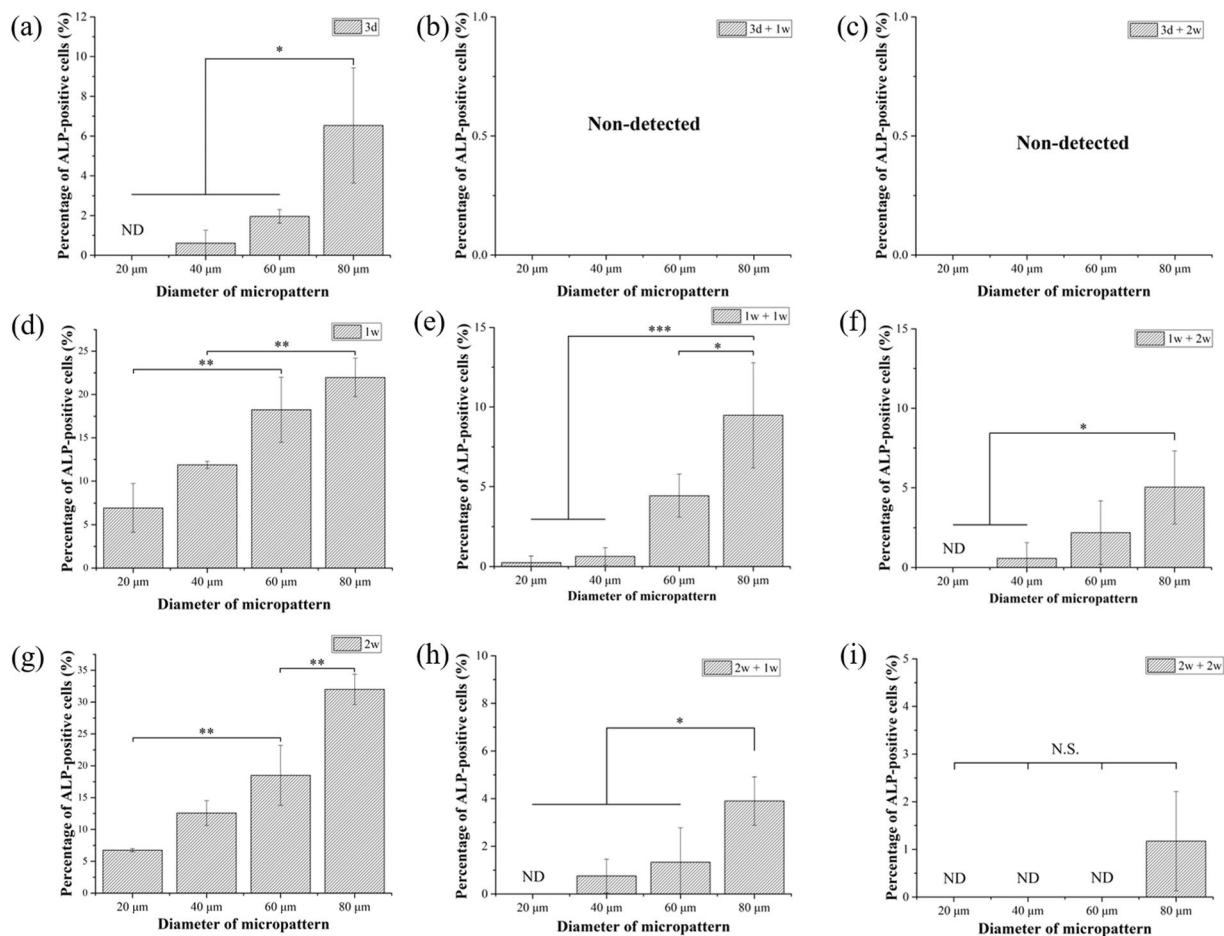 (a)
Percentage of ALP-positive cells (%)
12
10
8
6
4
2
0
3d
*
ND
20 μm 40 μm 60 μm 80 μm
Diameter of micropattern
(b)
Percentage of ALP-positive cells (%)
1.0
0.5
0.0
3d + 1w
Non-detected
20 μm 40 μm 60 μm 80 μm
Diameter of micropattern
(c)
Percentage of ALP-positive cells (%)
1.0
0.5
0.0
3d + 2w
Non-detected
20 μm 40 μm 60 μm 80 μm
Diameter of micropattern
(d)
Percentage of ALP-positive cells (%)
25
20
15
10
5
0
1w
**
**
20 μm 40 μm 60 μm 80 μm
Diameter of micropattern
(e)
Percentage of ALP-positive cells (%)
15
10
5
0
1w + 1w
***
*
20 μm 40 μm 60 μm 80 μm
Diameter of micropattern
(f)
Percentage of ALP-positive cells (%)
15
10
5
0
1w + 2w
*
ND
20 μm 40 μm 60 μm 80 μm
Diameter of micropattern
(g)
Percentage of ALP-positive cells (%)
35
30
25
20
15
10
5
0
2w
**
**
20 μm 40 μm 60 μm 80 μm
Diameter of micropattern
(h)
Percentage of ALP-positive cells (%)
10
8
6
4
2
0
2w + 1w
*
ND
20 μm 40 μm 60 μm 80 μm
Diameter of micropattern
(i)
Percentage of ALP-positive cells (%)
5
4
3
2
1
0
2w + 2w
N.S.
ND ND ND
20 μm 40 μm 60 μm 80 μm
Diameter of micropattern